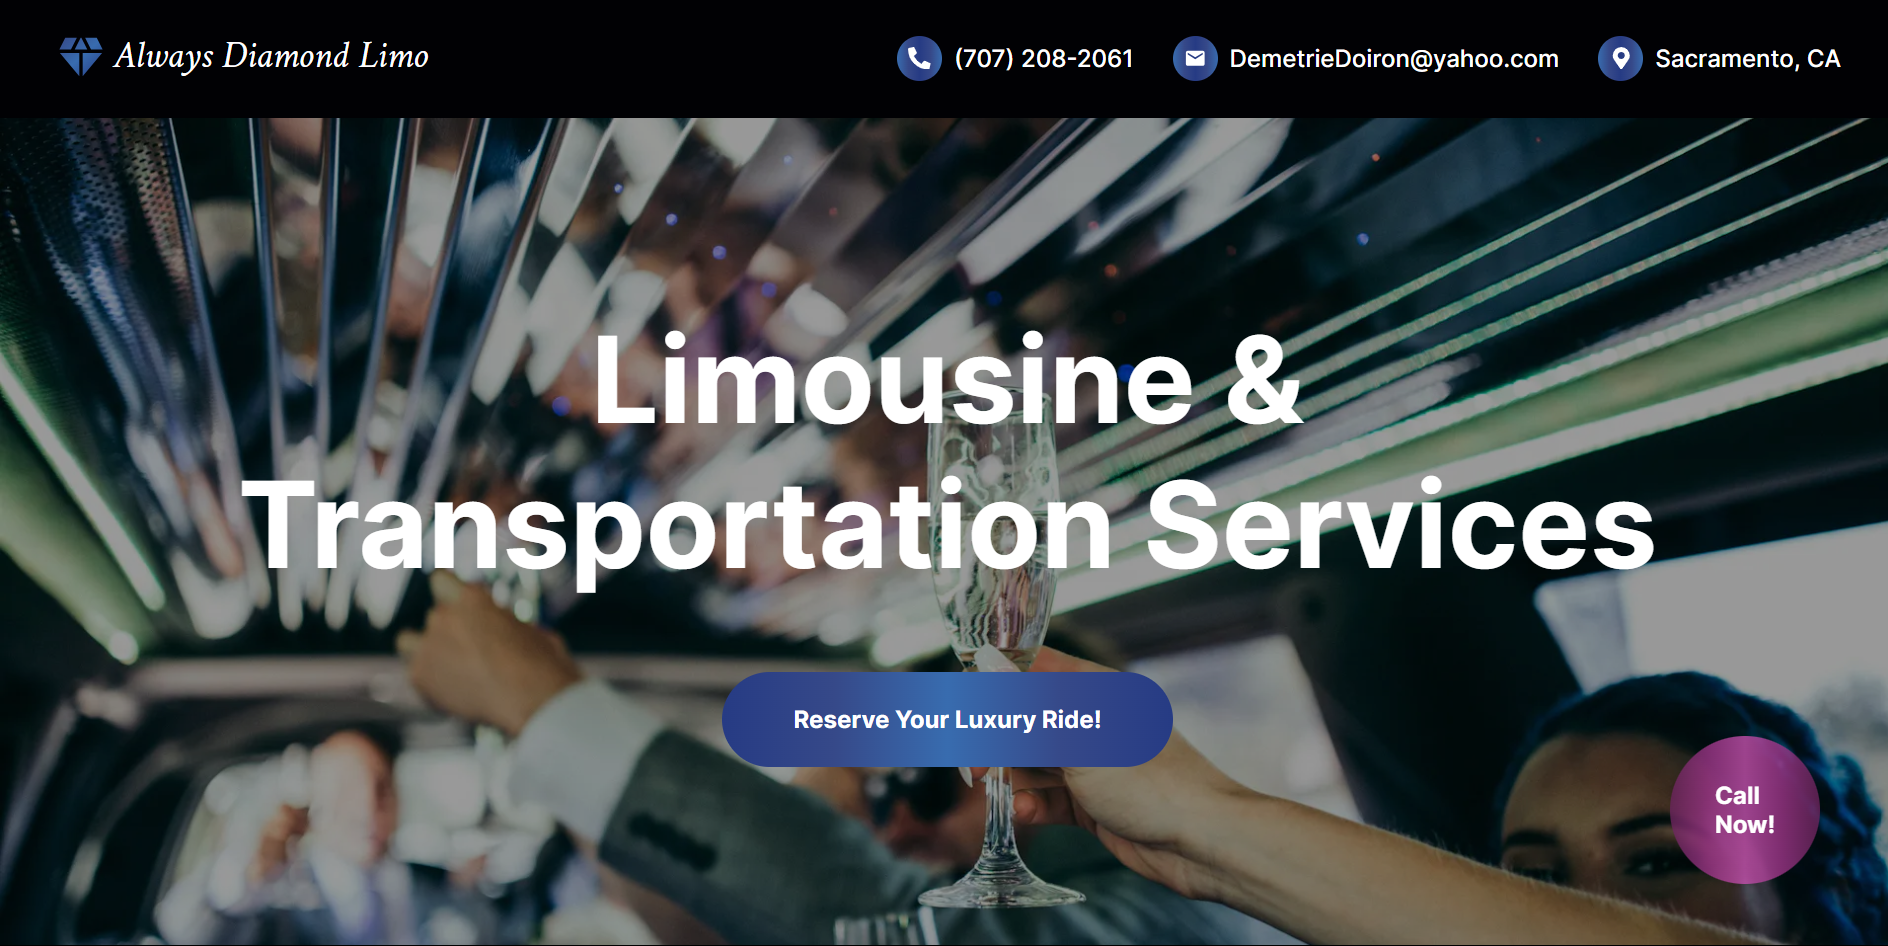 Always Diamond Limo
(707) 208-2061
DemetrieDoiron@yahoo.com
Sacramento, CA
Limousine &
Transportation Services
Reserve Your Luxury Ride!
Call
Now!